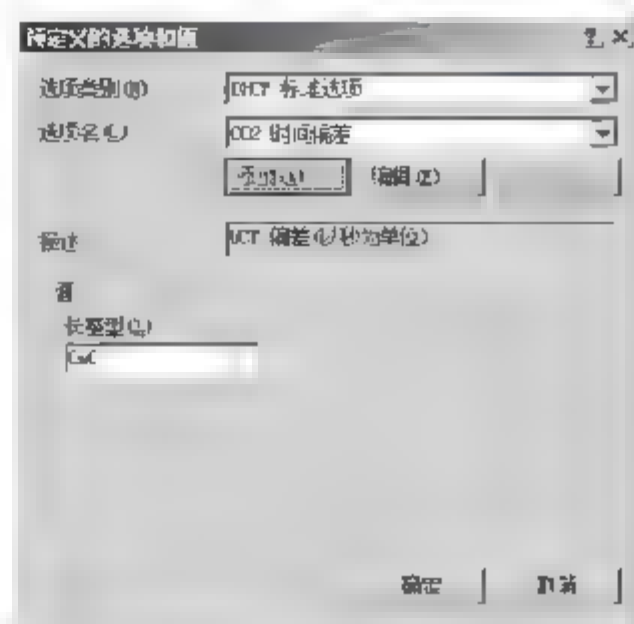 预定义的选项和值
选项类别(N) DHCP 标准选项
选项名(O) 002 时间偏差
添加(A) 编辑(E)
描述 UCT 偏差(以秒为单位)
值
长整型(L)
0x0
确定 取消